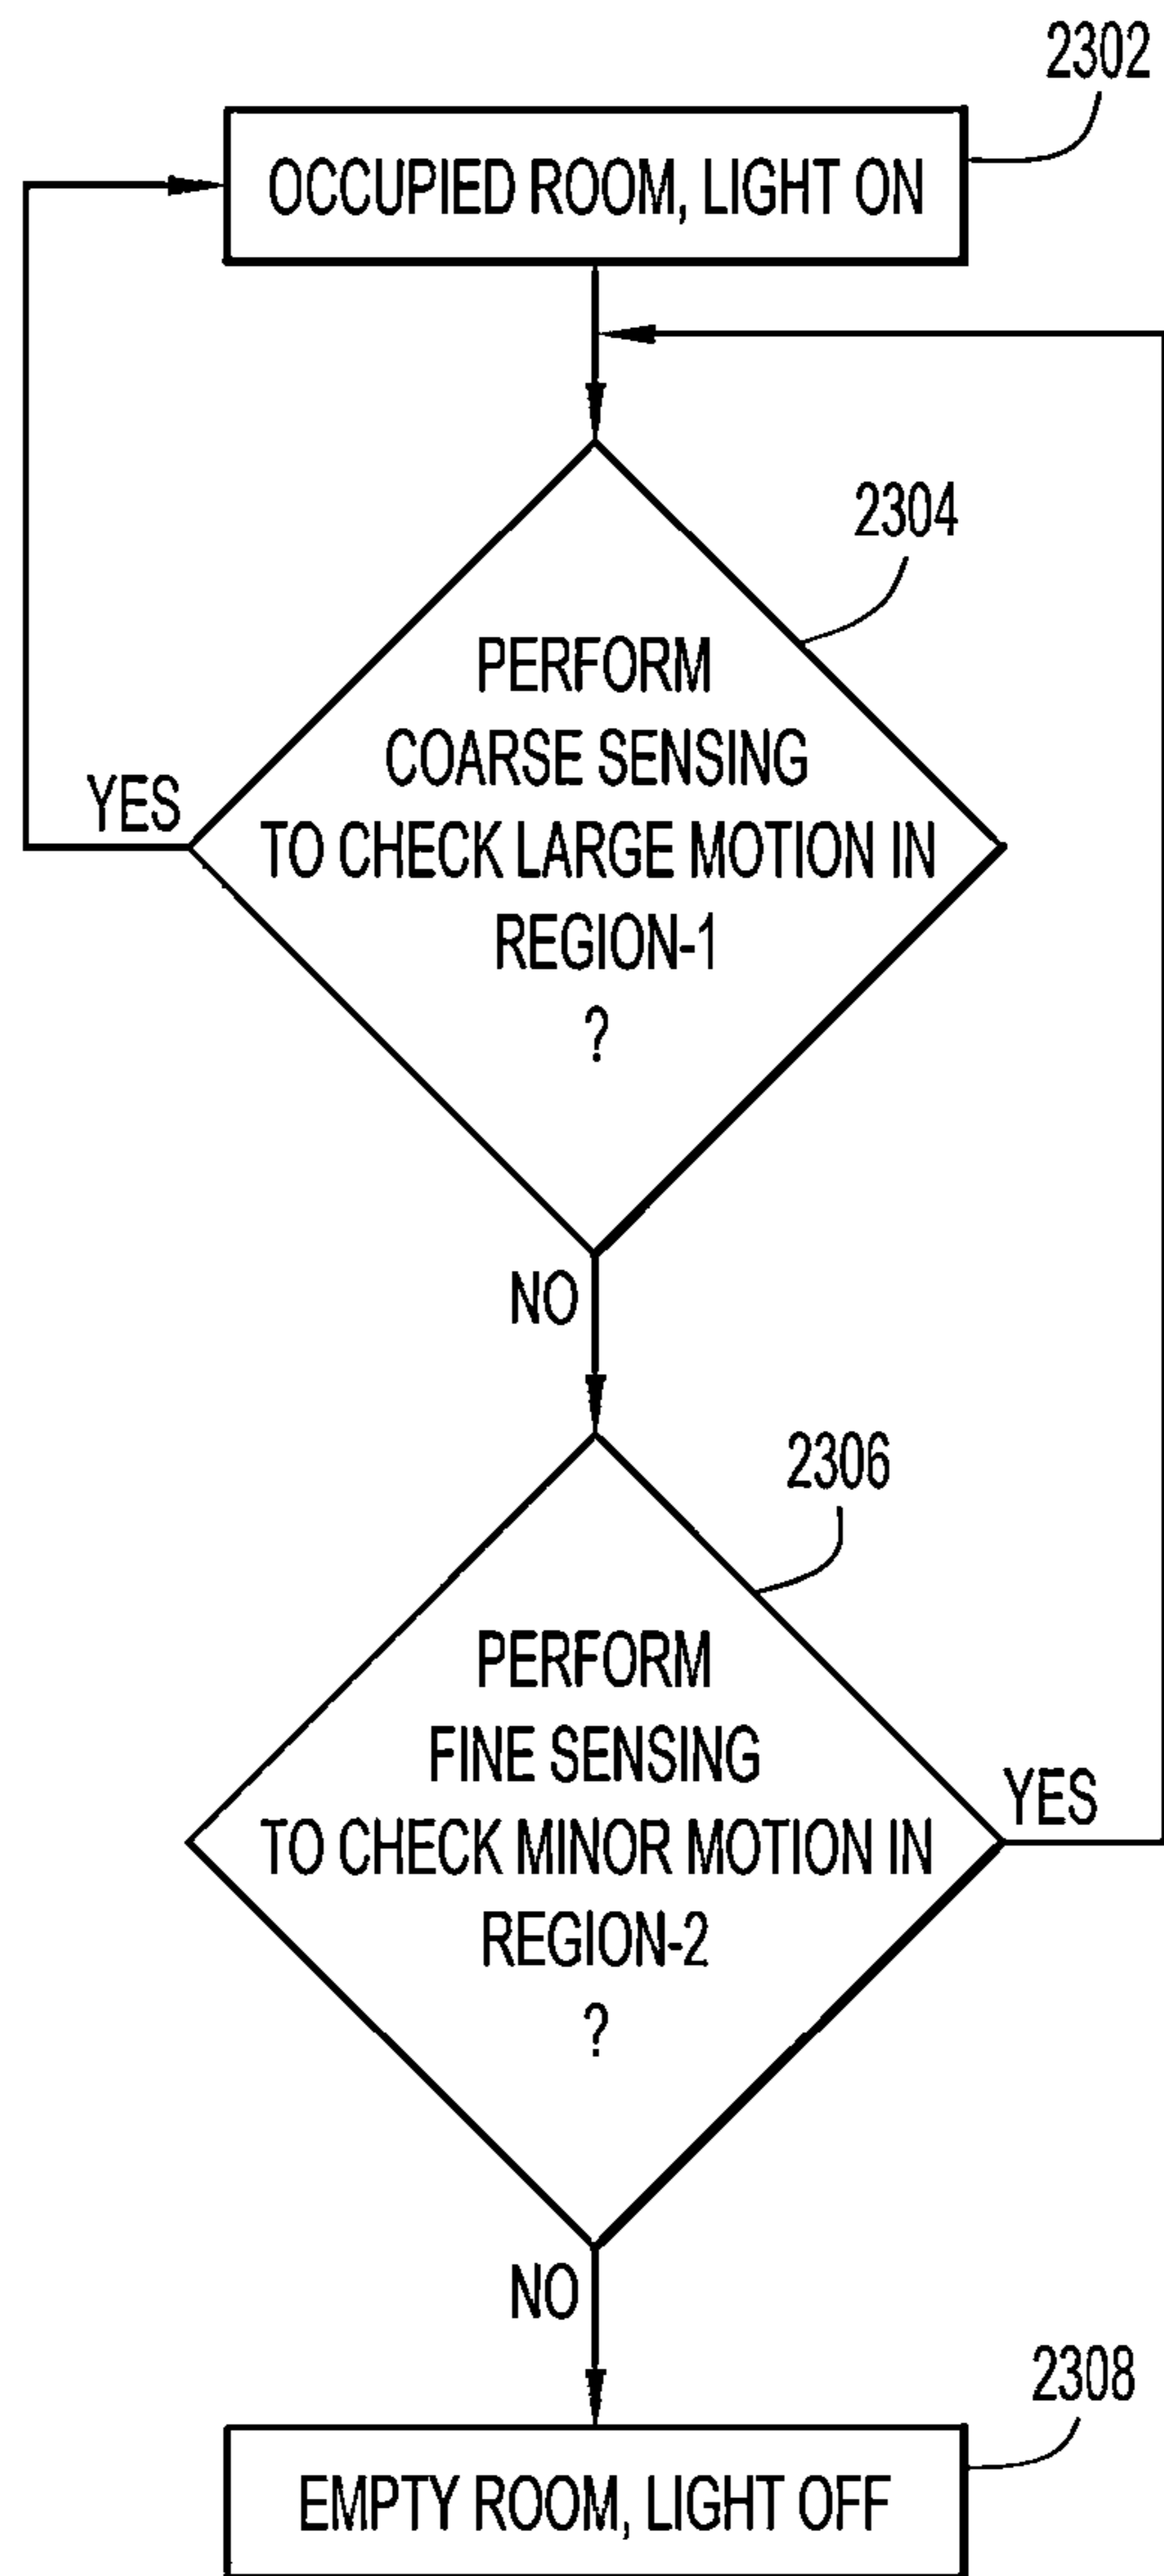 2302
OCCUPIED ROOM, LIGHT ON
2304
PERFORM
COARSE SENSING
TO CHECK LARGE MOTION IN
REGION-1
?
YES
NO
2306
PERFORM
FINE SENSING
TO CHECK MINOR MOTION IN
REGION-2
?
YES
NO
2308
EMPTY ROOM, LIGHT OFF